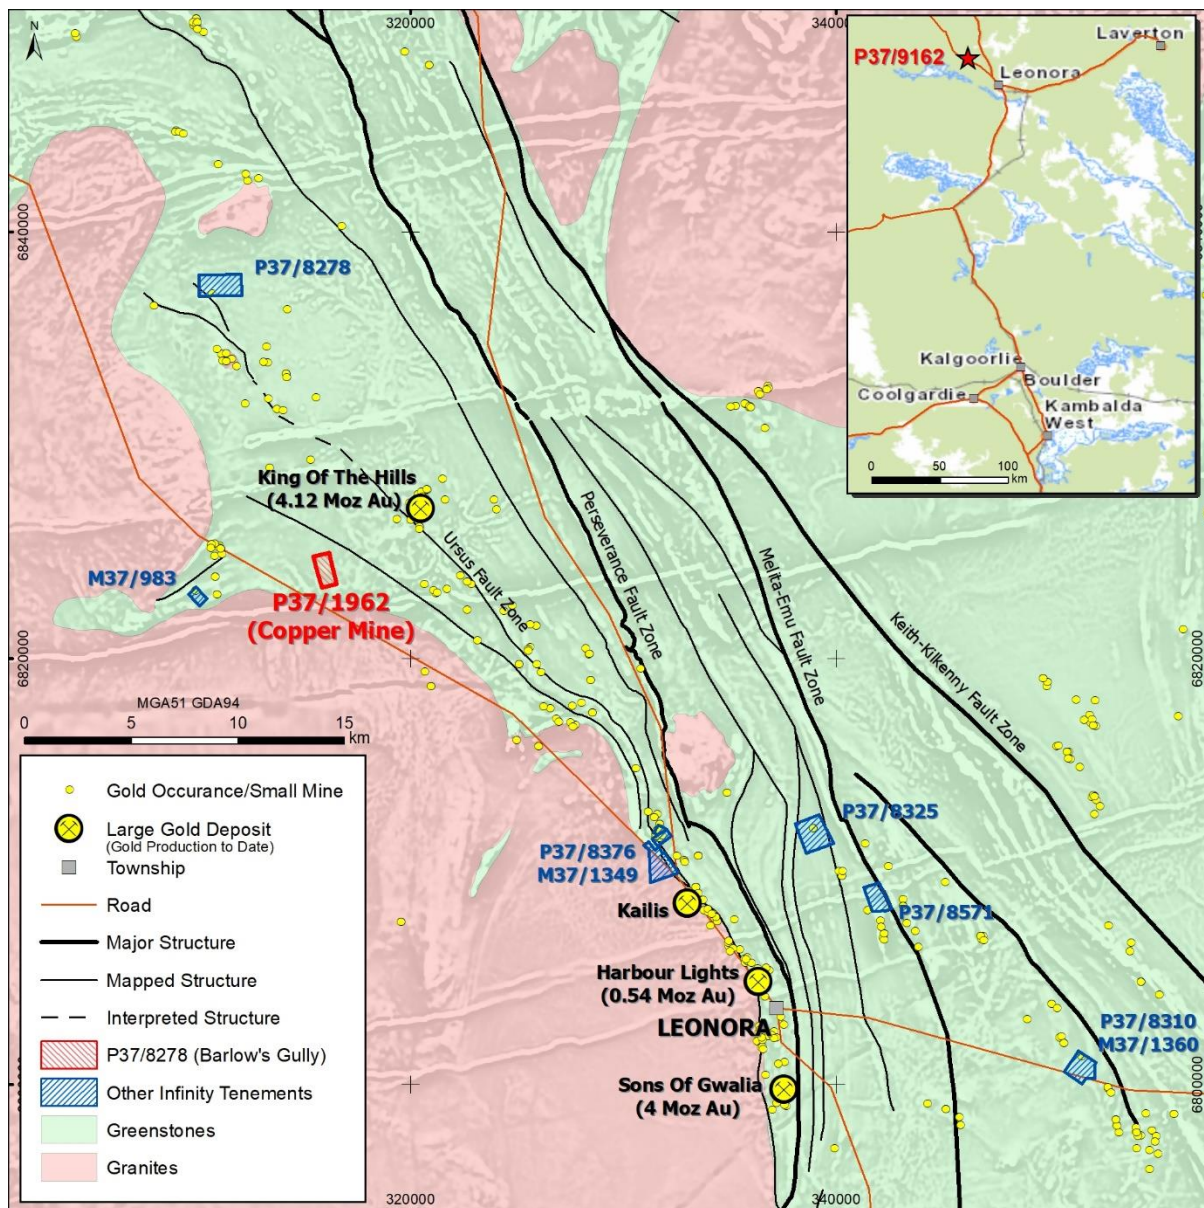 N
320000
340000
6840000
P37/9162
Laverton
Leonora
Kalgoorlie
Boulder
Coolgardie
Kambalda
West
0 50 100
km
P37/8278
King Of The Hills
(4.12 Moz Au)
Ursus Fault Zone
Perseverance Fault Zone
Melita-Emu Fault Zone
Keith-Kilkenny Fault Zone
M37/983
P37/1962
(Copper Mine)
6820000
6820000
MGA51 GDA94
0 5 10 15
km
Gold Occurance/Small Mine
Large Gold Deposit
(Gold Production to Date)
Township
Road
Major Structure
Mapped Structure
Interpreted Structure
P37/8278 (Barlow's Gully)
Other Infinity Tenements
Greenstones
Granites
P37/8376
M37/1349
P37/8325
P37/8571
Kailis
Harbour Lights
(0.54 Moz Au)
LEONORA
P37/8310
M37/1360
Sons Of Gwalia
(4 Moz Au)
6800000
320000
340000